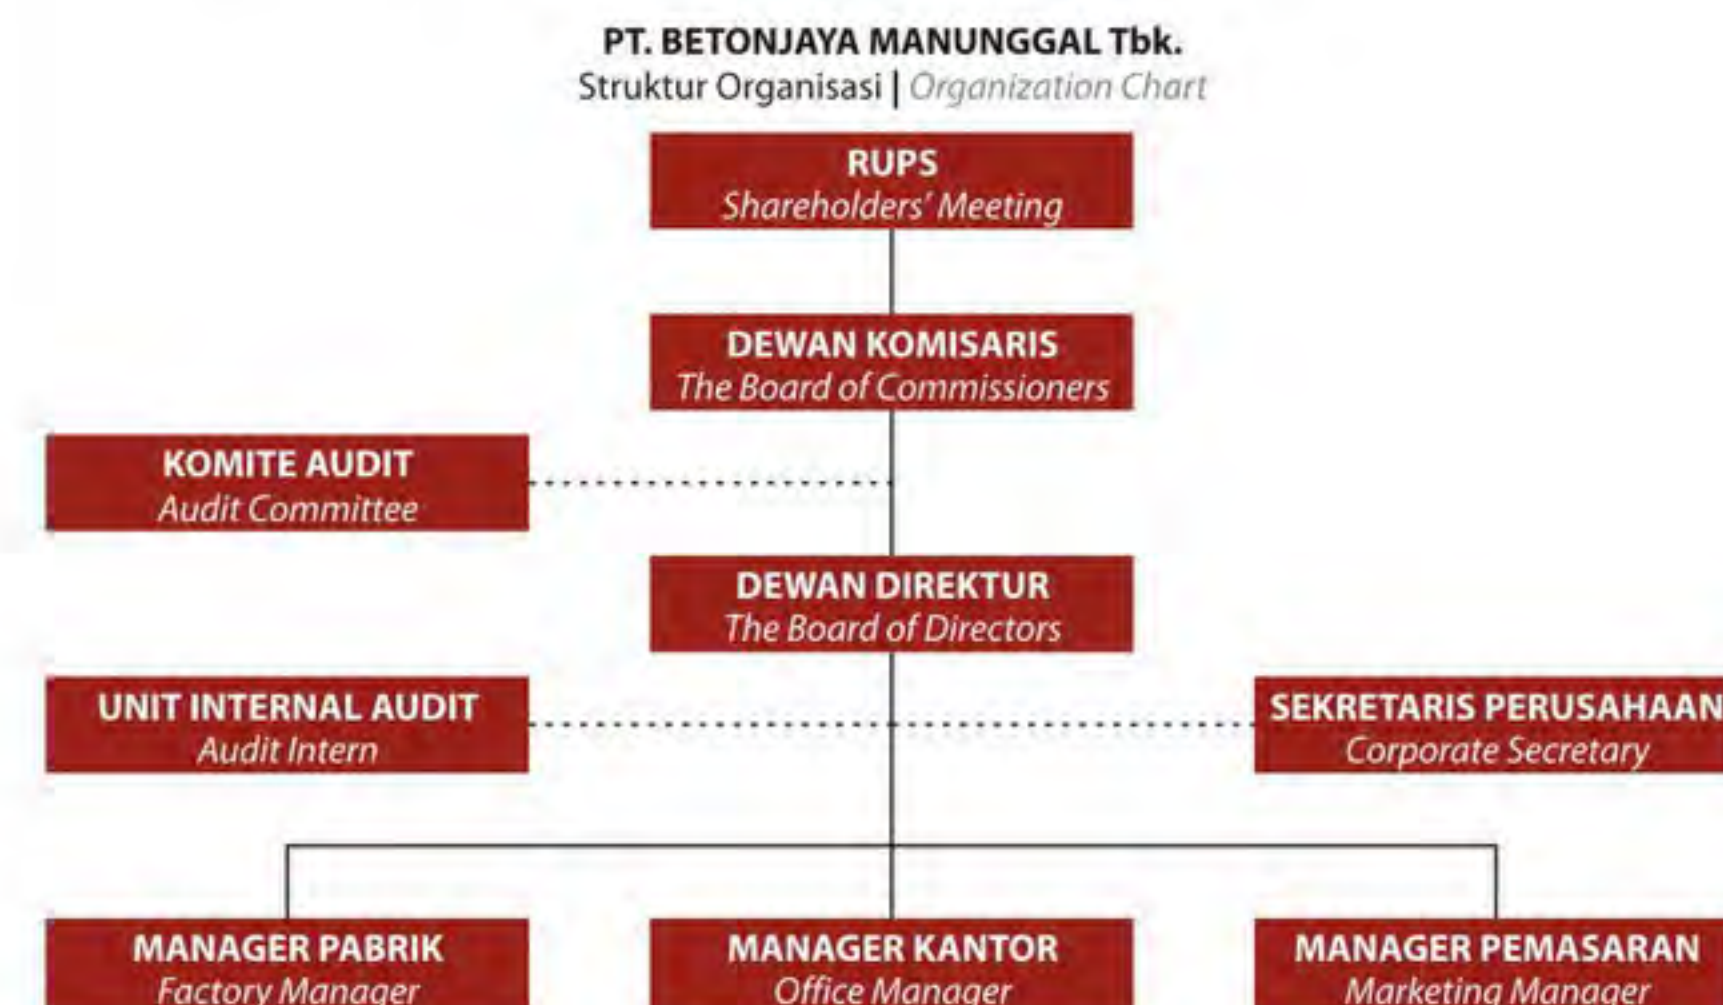 PT. BETONJAYA MANUNGGAL Tbk.
Struktur Organisasi | Organization Chart
RUPS
Shareholders' Meeting
DEWAN KOMISARIS
The Board of Commissioners
KOMITE AUDIT
Audit Committee
DEWAN DIREKTUR
The Board of Directors
UNIT INTERNAL AUDIT
Audit Intern
SEKRETARIS PERUSAHAAN
Corporate Secretary
MANAGER PABRIK
Factory Manager
MANAGER KANTOR
Office Manager
MANAGER PEMASARAN
Marketing Manager